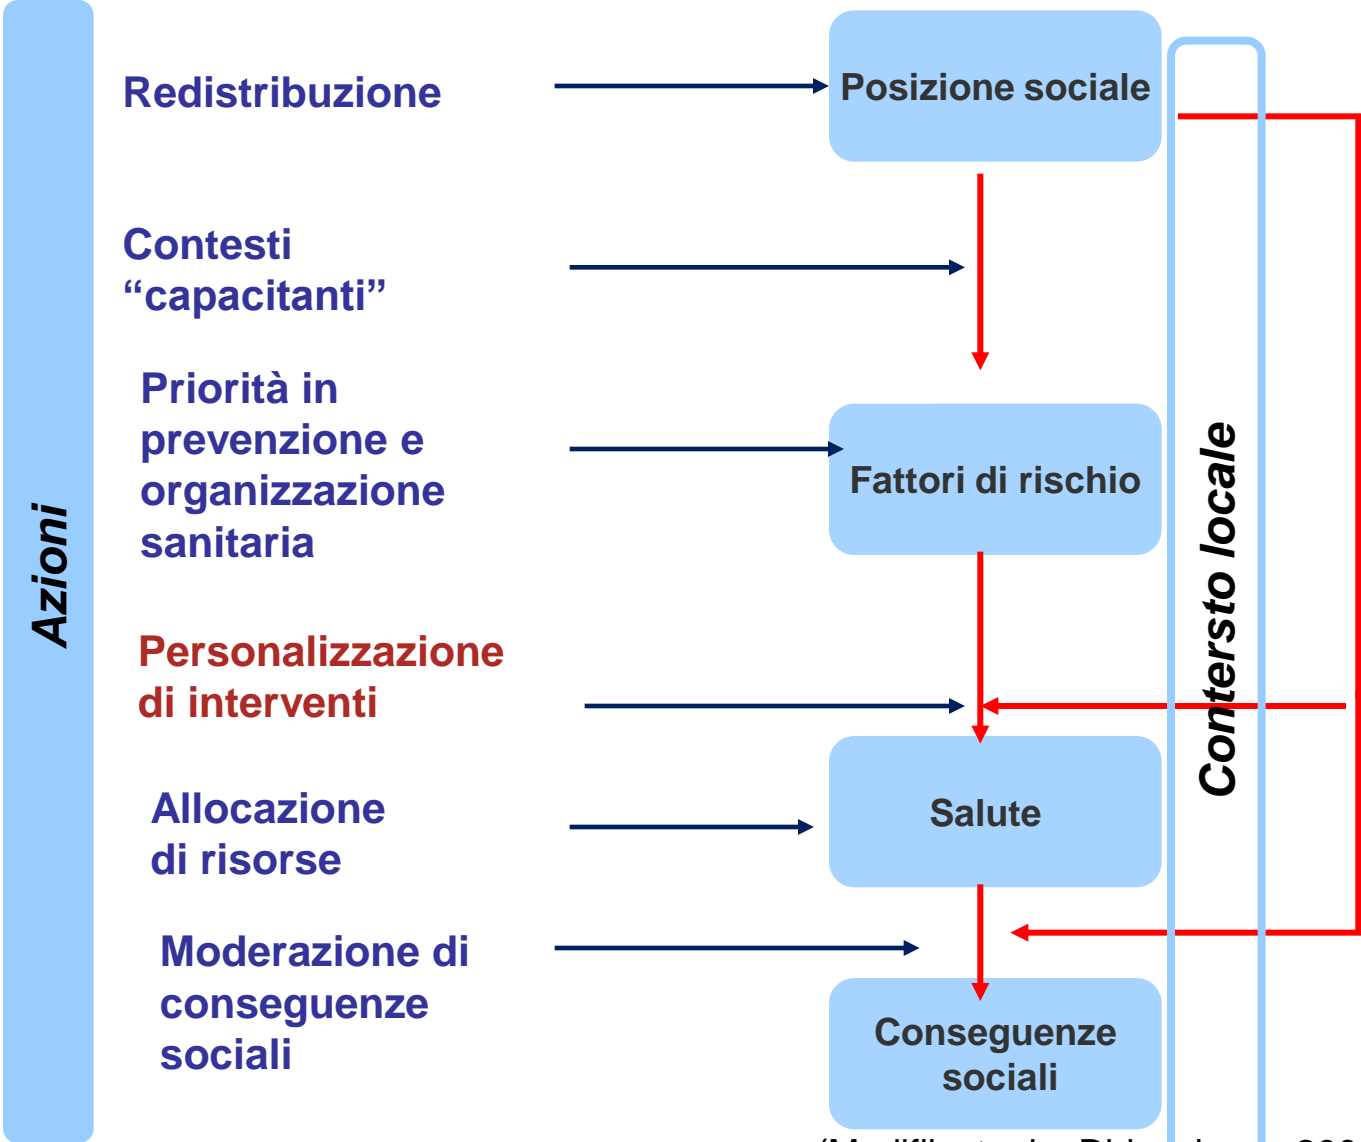 Azioni
Redistribuzione
Contesti
“capacitanti”
Priorità in
prevenzione e
organizzazione
sanitaria
Personalizzazione
di interventi
Allocazione
di risorse
Moderazione di
conseguenze
sociali
Posizione sociale
Fattori di rischio
Salute
Conseguenze
sociali
Contersto locale